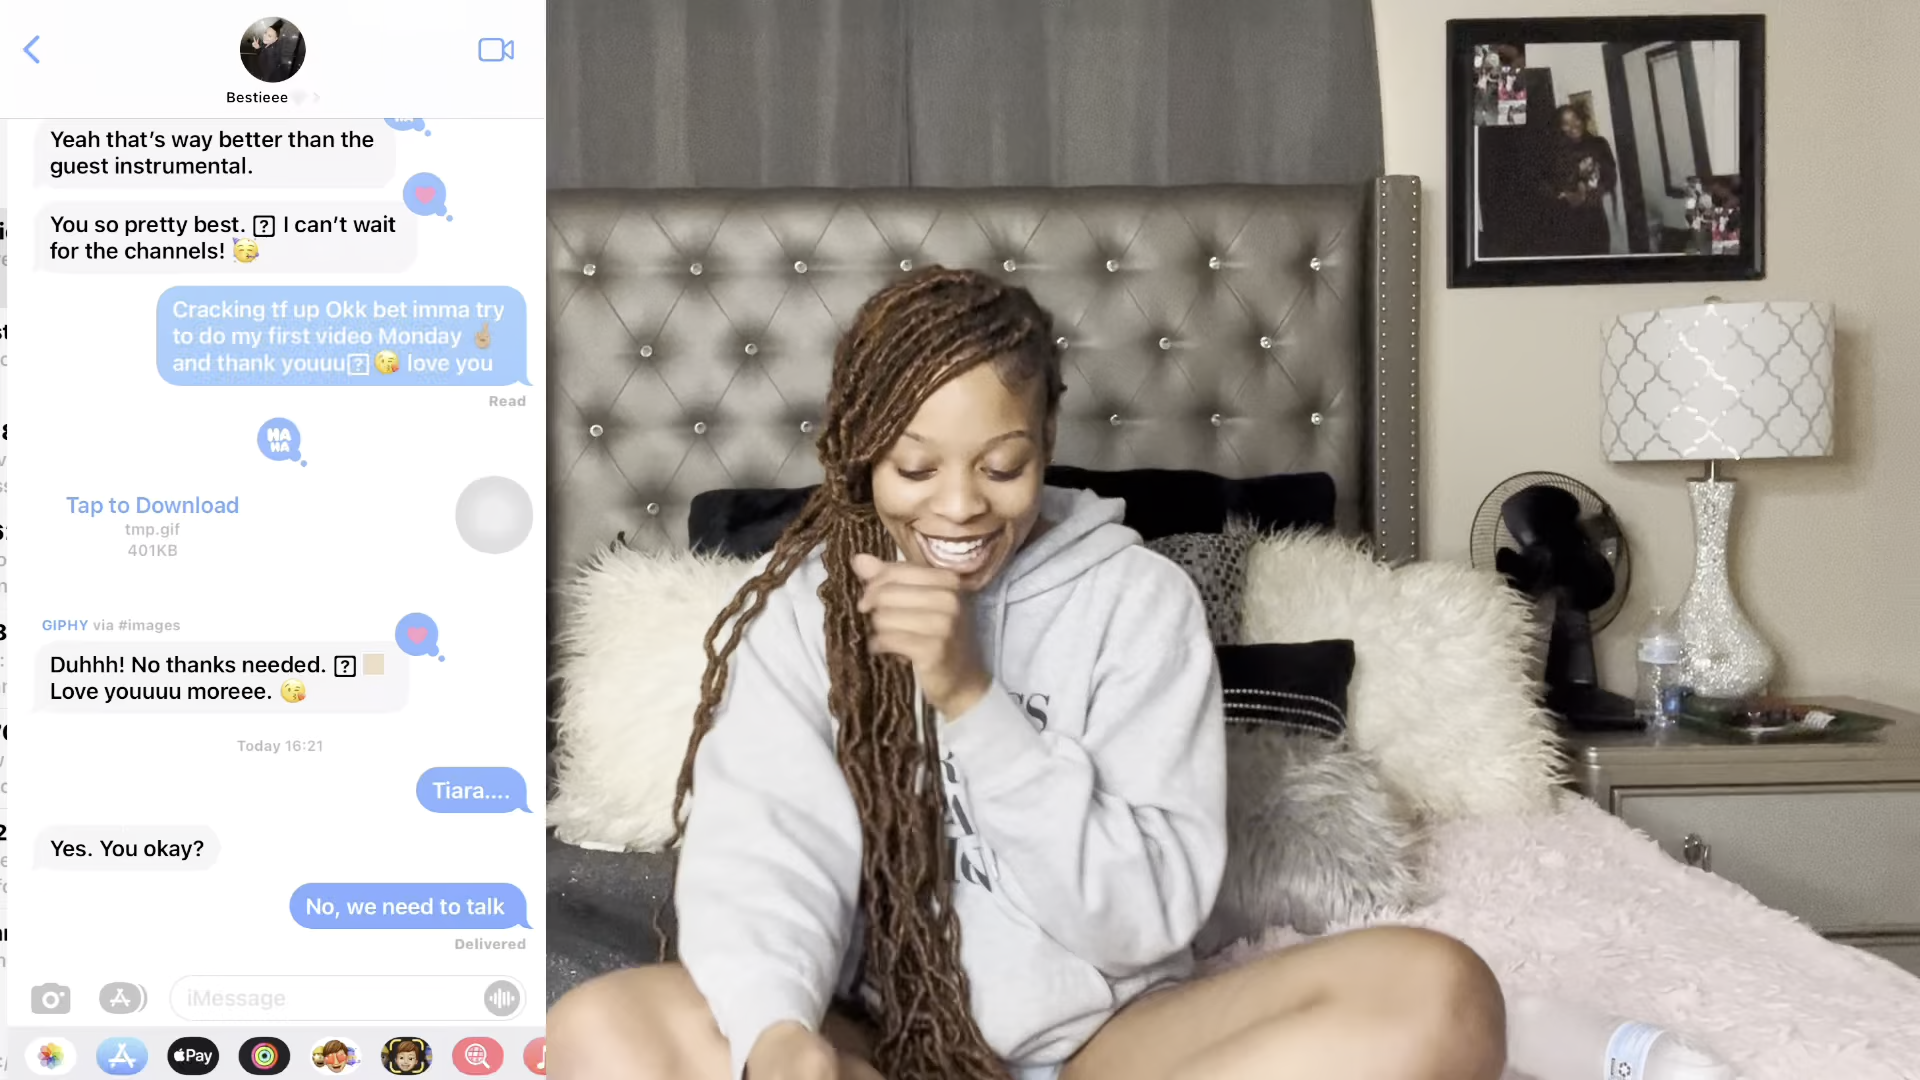 Bestieee
Yeah that’s way better than the
guest instrumental.
You so pretty best. I can’t wait
for the channels! 🥳
Cracking tf up Okk bet imma try
to do my first video Monday 🤞🏽
and thank youuu 😘 love you
Read
HA
HA
Tap to Download
tmp.gif
401KB
GIPHY via #images
Duhhh! No thanks needed.
Love youuuu moreee. 😘
Today 16:21
Tiara....
Yes. You okay?
No, we need to talk
Delivered
iMessage
Pay